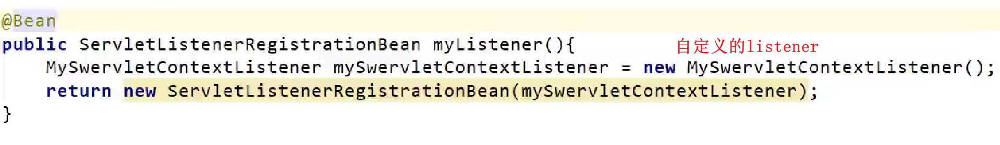 @Bean
public ServletListenerRegistrationBean myListener(){ 自定义的listener
    MySwervletContextListener mySwervletContextListener = new MySwervletContextListener();
    return new ServletListenerRegistrationBean(mySwervletContextListener);
}